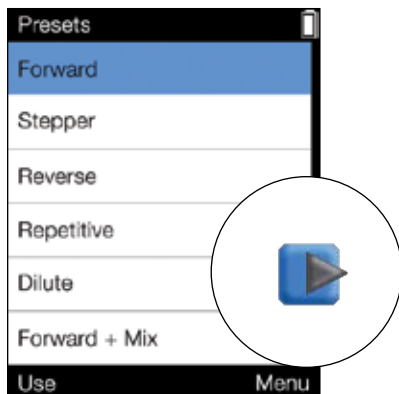 Presets
Forward
Stepper
Reverse
Repetitive
Dilute
Forward + Mix
Use Menu